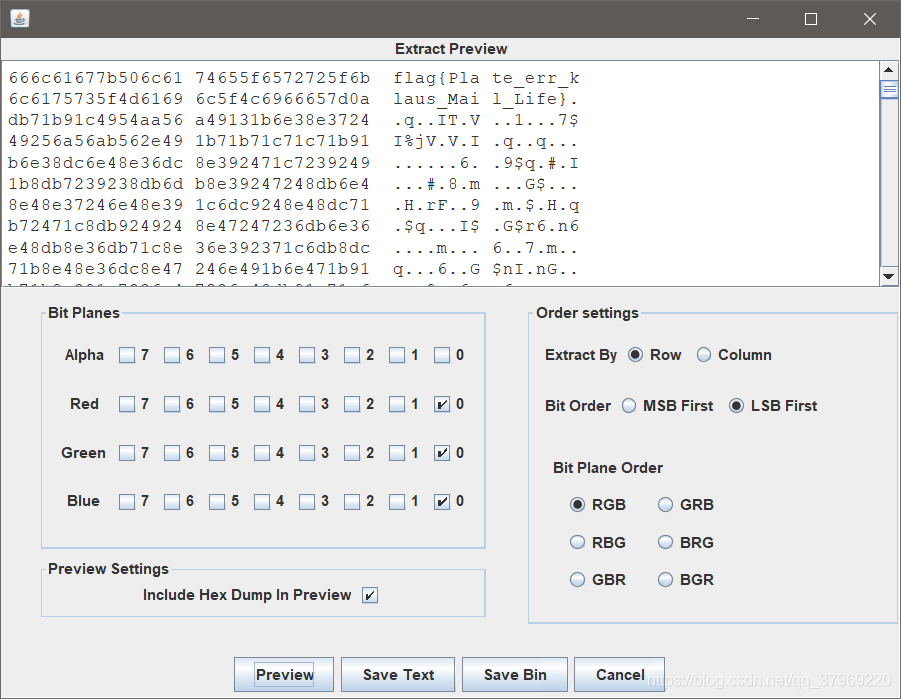 Extract Preview
666c61677b506c61 74655f6572725f6b flag{Pla te_err_k
6c6175735f4d6169 6c5f4c6966657d0a laus_Mai l_Life}.
db71b91c4954aa56 a49131b6e38e3724 .q..IT.V ..1...7$
49256a56ab562e49 1b71b71c71c71b91 I%jV.V.I .q..q...
b6e38dc6e48e36dc 8e392471c7239249 ......6. .9$q.#.I
1b8db7239238db6d b8e39247248db6e4 ...#.8.m ...G$...
8e48e37246e48e39 1c6dc9248e48dc71 .H.rF..9 .m.$.H.q
b72471c8db924924 8e47247236db6e36 .$q...I$ .G$r6.n6
e48db8e36db71c8e 36e392371c6db8dc ....m... 6..7.m..
71b8e48e36dc8e47 246e491b6e471b91 q...6..G $nI.nG..
Bit Planes
Alpha 7 6 5 4 3 2 1 0
Red 7 6 5 4 3 2 1 0
Green 7 6 5 4 3 2 1 0
Blue 7 6 5 4 3 2 1 0
Preview Settings
Include Hex Dump In Preview
Order settings
Extract By Row Column
Bit Order MSB First LSB First
Bit Plane Order
RGB GRB
RBG BRG
GBR BGR
Preview Save Text Save Bin Cancel
https://blog.csdn.net/qq_37969220